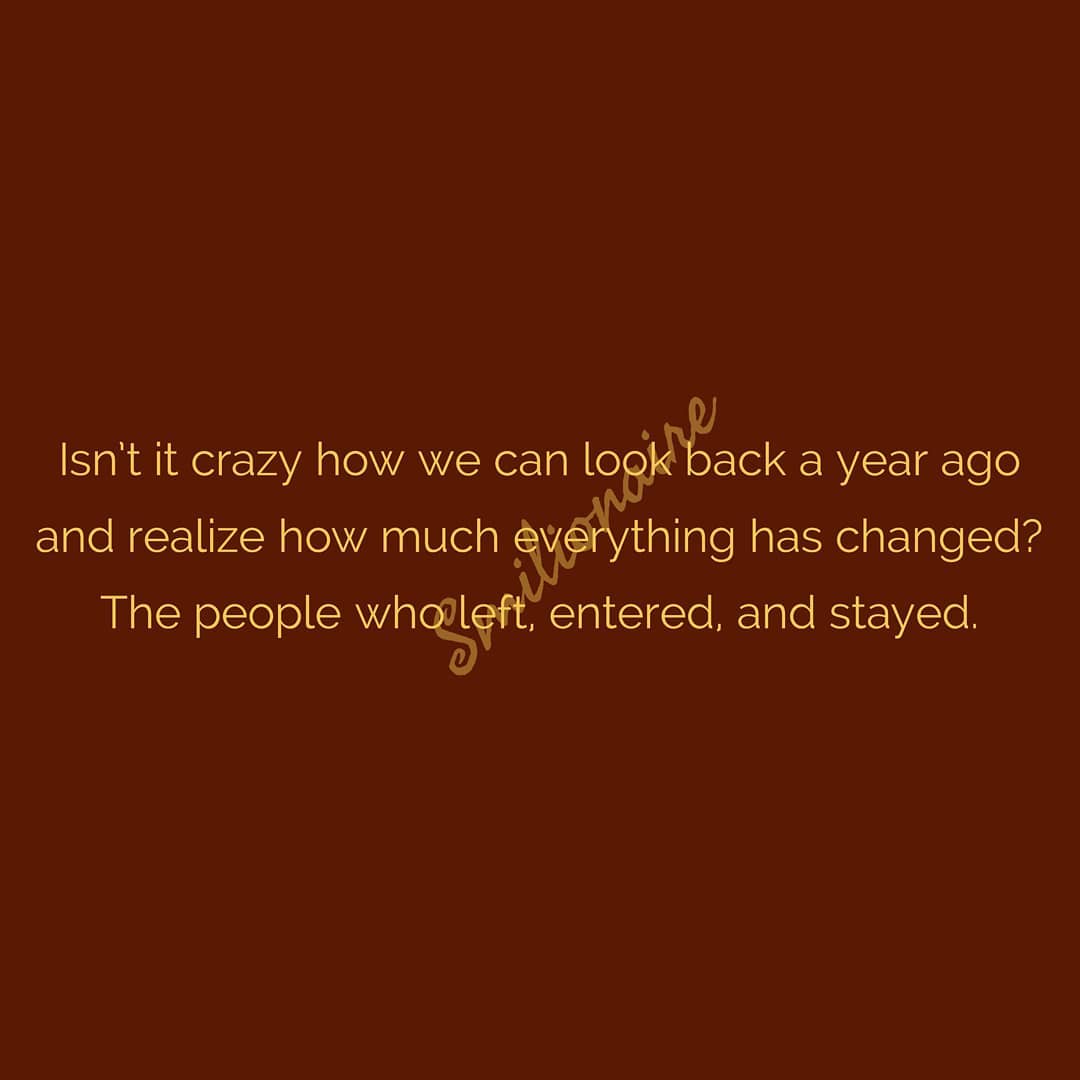 Isn't it crazy how we can look back a year ago
and realize how much everything has changed?
The people who left, entered, and stayed.
Smilionaire